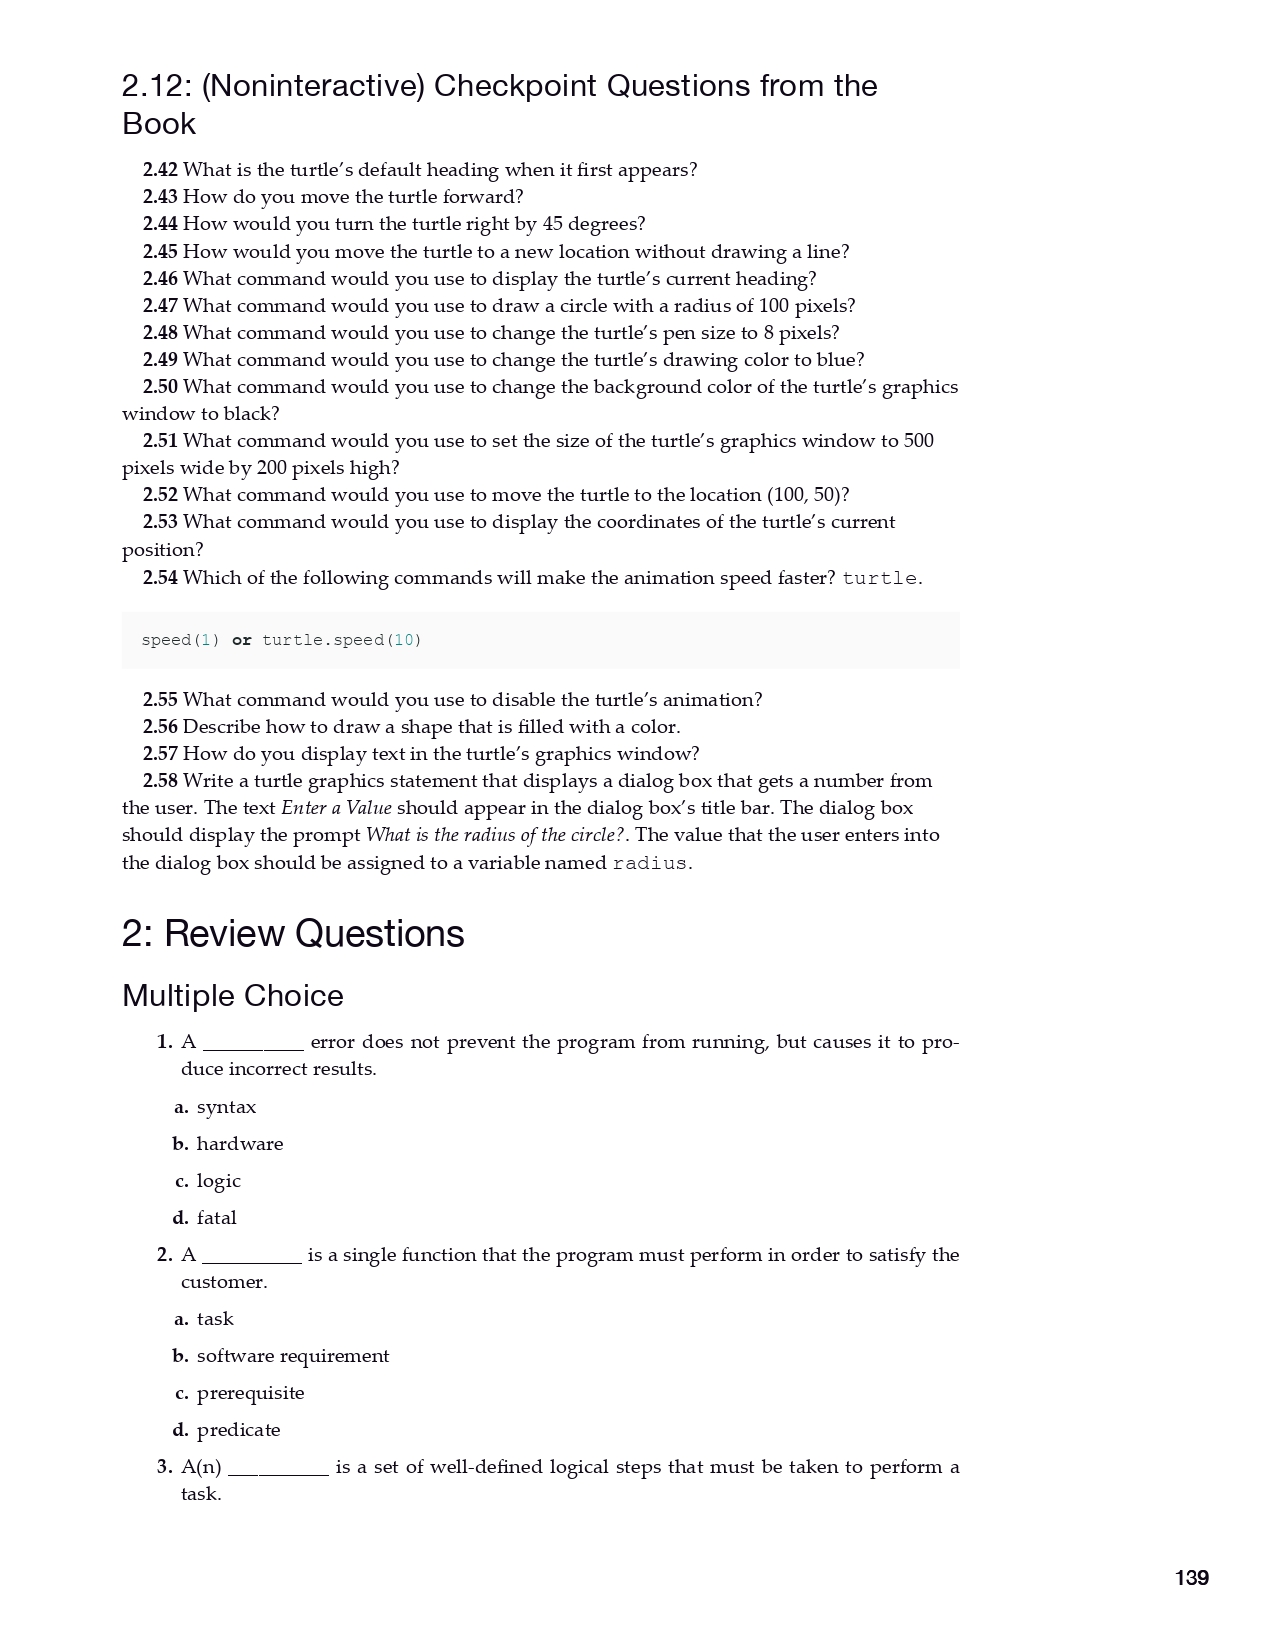 2.12: (Noninteractive) Checkpoint Questions from the
Book
2.42 What is the turtle’s default heading when it first appears?
2.43 How do you move the turtle forward?
2.44 How would you turn the turtle right by 45 degrees?
2.45 How would you move the turtle to a new location without drawing a line?
2.46 What command would you use to display the turtle’s current heading?
2.47 What command would you use to draw a circle with a radius of 100 pixels?
2.48 What command would you use to change the turtle’s pen size to 8 pixels?
2.49 What command would you use to change the turtle’s drawing color to blue?
2.50 What command would you use to change the background color of the turtle’s graphics
window to black?
2.51 What command would you use to set the size of the turtle’s graphics window to 500
pixels wide by 200 pixels high?
2.52 What command would you use to move the turtle to the location (100, 50)?
2.53 What command would you use to display the coordinates of the turtle’s current
position?
2.54 Which of the following commands will make the animation speed faster? turtle.
speed(1) or turtle.speed(10)
2.55 What command would you use to disable the turtle’s animation?
2.56 Describe how to draw a shape that is filled with a color.
2.57 How do you display text in the turtle’s graphics window?
2.58 Write a turtle graphics statement that displays a dialog box that gets a number from
the user. The text Enter a Value should appear in the dialog box’s title bar. The dialog box
should display the prompt What is the radius of the circle?. The value that the user enters into
the dialog box should be assigned to a variable named radius.
2: Review Questions
Multiple Choice
1. A __________ error does not prevent the program from running, but causes it to pro-
duce incorrect results.
a. syntax
b. hardware
c. logic
d. fatal
2. A __________ is a single function that the program must perform in order to satisfy the
customer.
a. task
b. software requirement
c. prerequisite
d. predicate
3. A(n) __________ is a set of well-defined logical steps that must be taken to perform a
task.
139